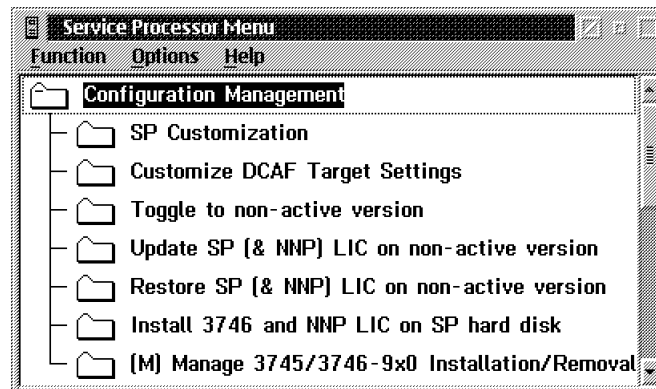 Service Processor Menu
Function Options Help
Configuration Management
SP Customization
Customize DCAF Target Settings
Toggle to non-active version
Update SP (& NNP) LIC on non-active version
Restore SP (& NNP) LIC on non-active version
Install 3746 and NNP LIC on SP hard disk
(M) Manage 3745/3746-9x0 Installation/Removal